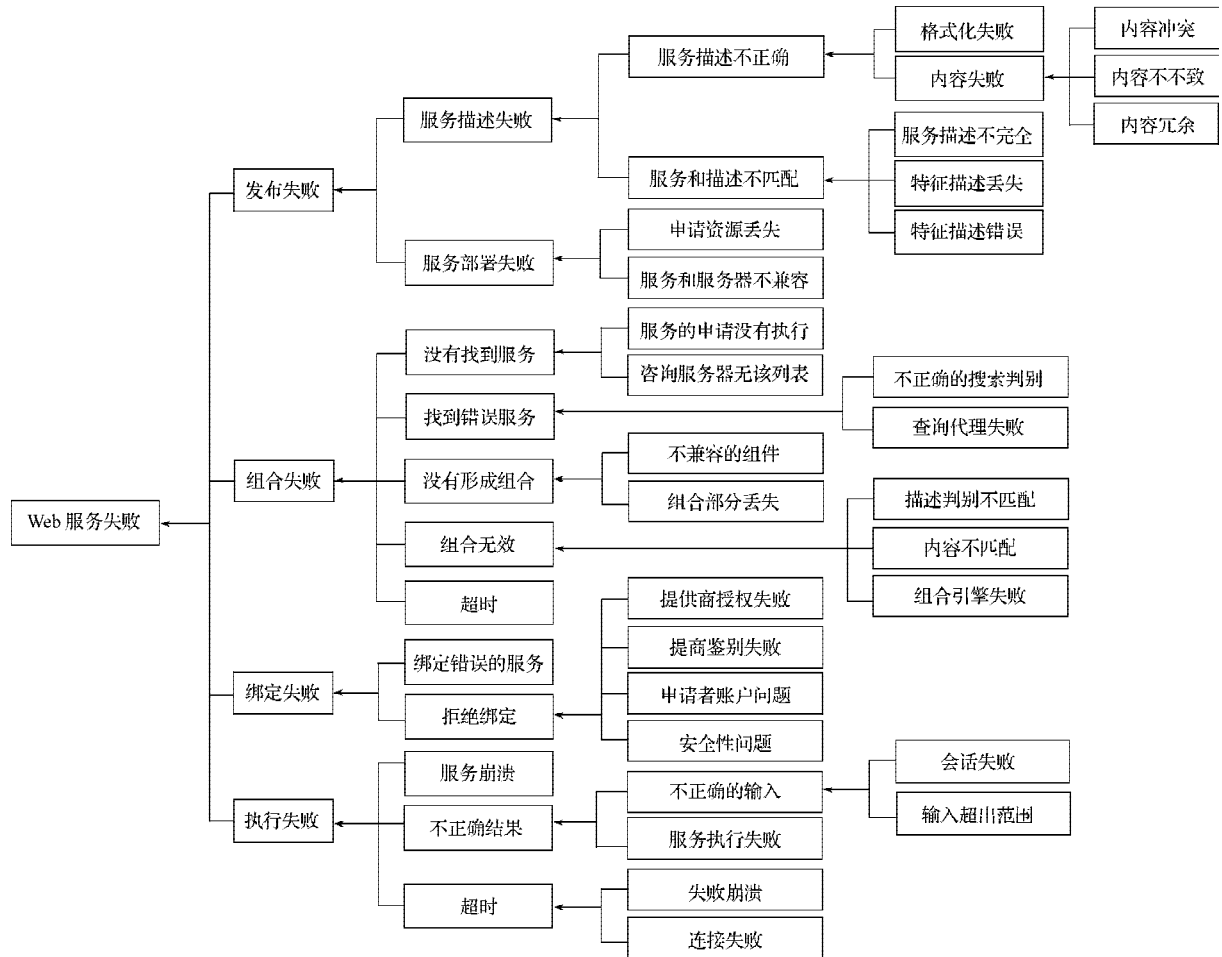 格式化失败
内容冲突
服务描述不正确
内容失败
内容不不致
服务描述失败
内容冗余
服务描述不完全
发布失败
服务和描述不匹配
特征描述丢失
申请资源丢失
特征描述错误
服务部署失败
服务和服务器不兼容
服务的申请没有执行
没有找到服务
咨询服务器无该列表
不正确的搜索判别
找到错误服务
查询代理失败
不兼容的组件
组合失败
没有形成组合
组合部分丢失
描述判别不匹配
Web 服务失败
组合无效
内容不匹配
组合引擎失败
超时
提供商授权失败
提商鉴别失败
绑定错误的服务
绑定失败
申请者账户问题
拒绝绑定
安全性问题
服务崩溃
会话失败
不正确的输入
执行失败
不正确结果
输入超出范围
服务执行失败
失败崩溃
超时
连接失败